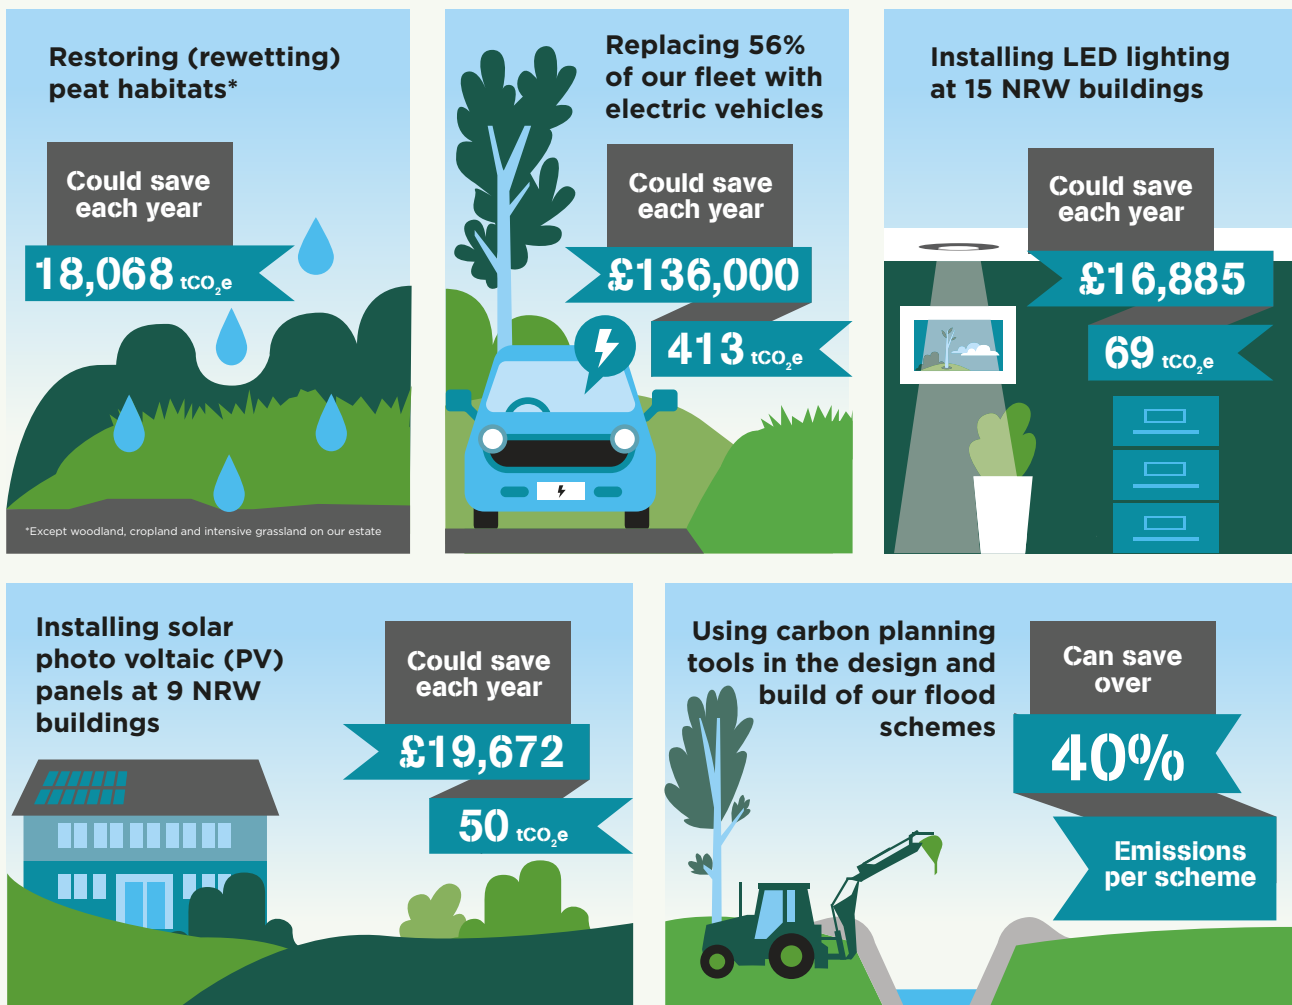 Restoring (rewetting)
peat habitats*
Could save
each year
18,068 tCO₂e
*Except woodland, cropland and intensive grassland on our estate
Replacing 56%
of our fleet with
electric vehicles
Could save
each year
£136,000
413 tCO₂e
Installing LED lighting
at 15 NRW buildings
Could save
each year
£16,885
69 tCO₂e
Installing solar
photo voltaic (PV)
panels at 9 NRW
buildings
Could save
each year
£19,672
50 tCO₂e
Using carbon planning
tools in the design and
build of our flood
schemes
Can save
over
40%
Emissions
per scheme